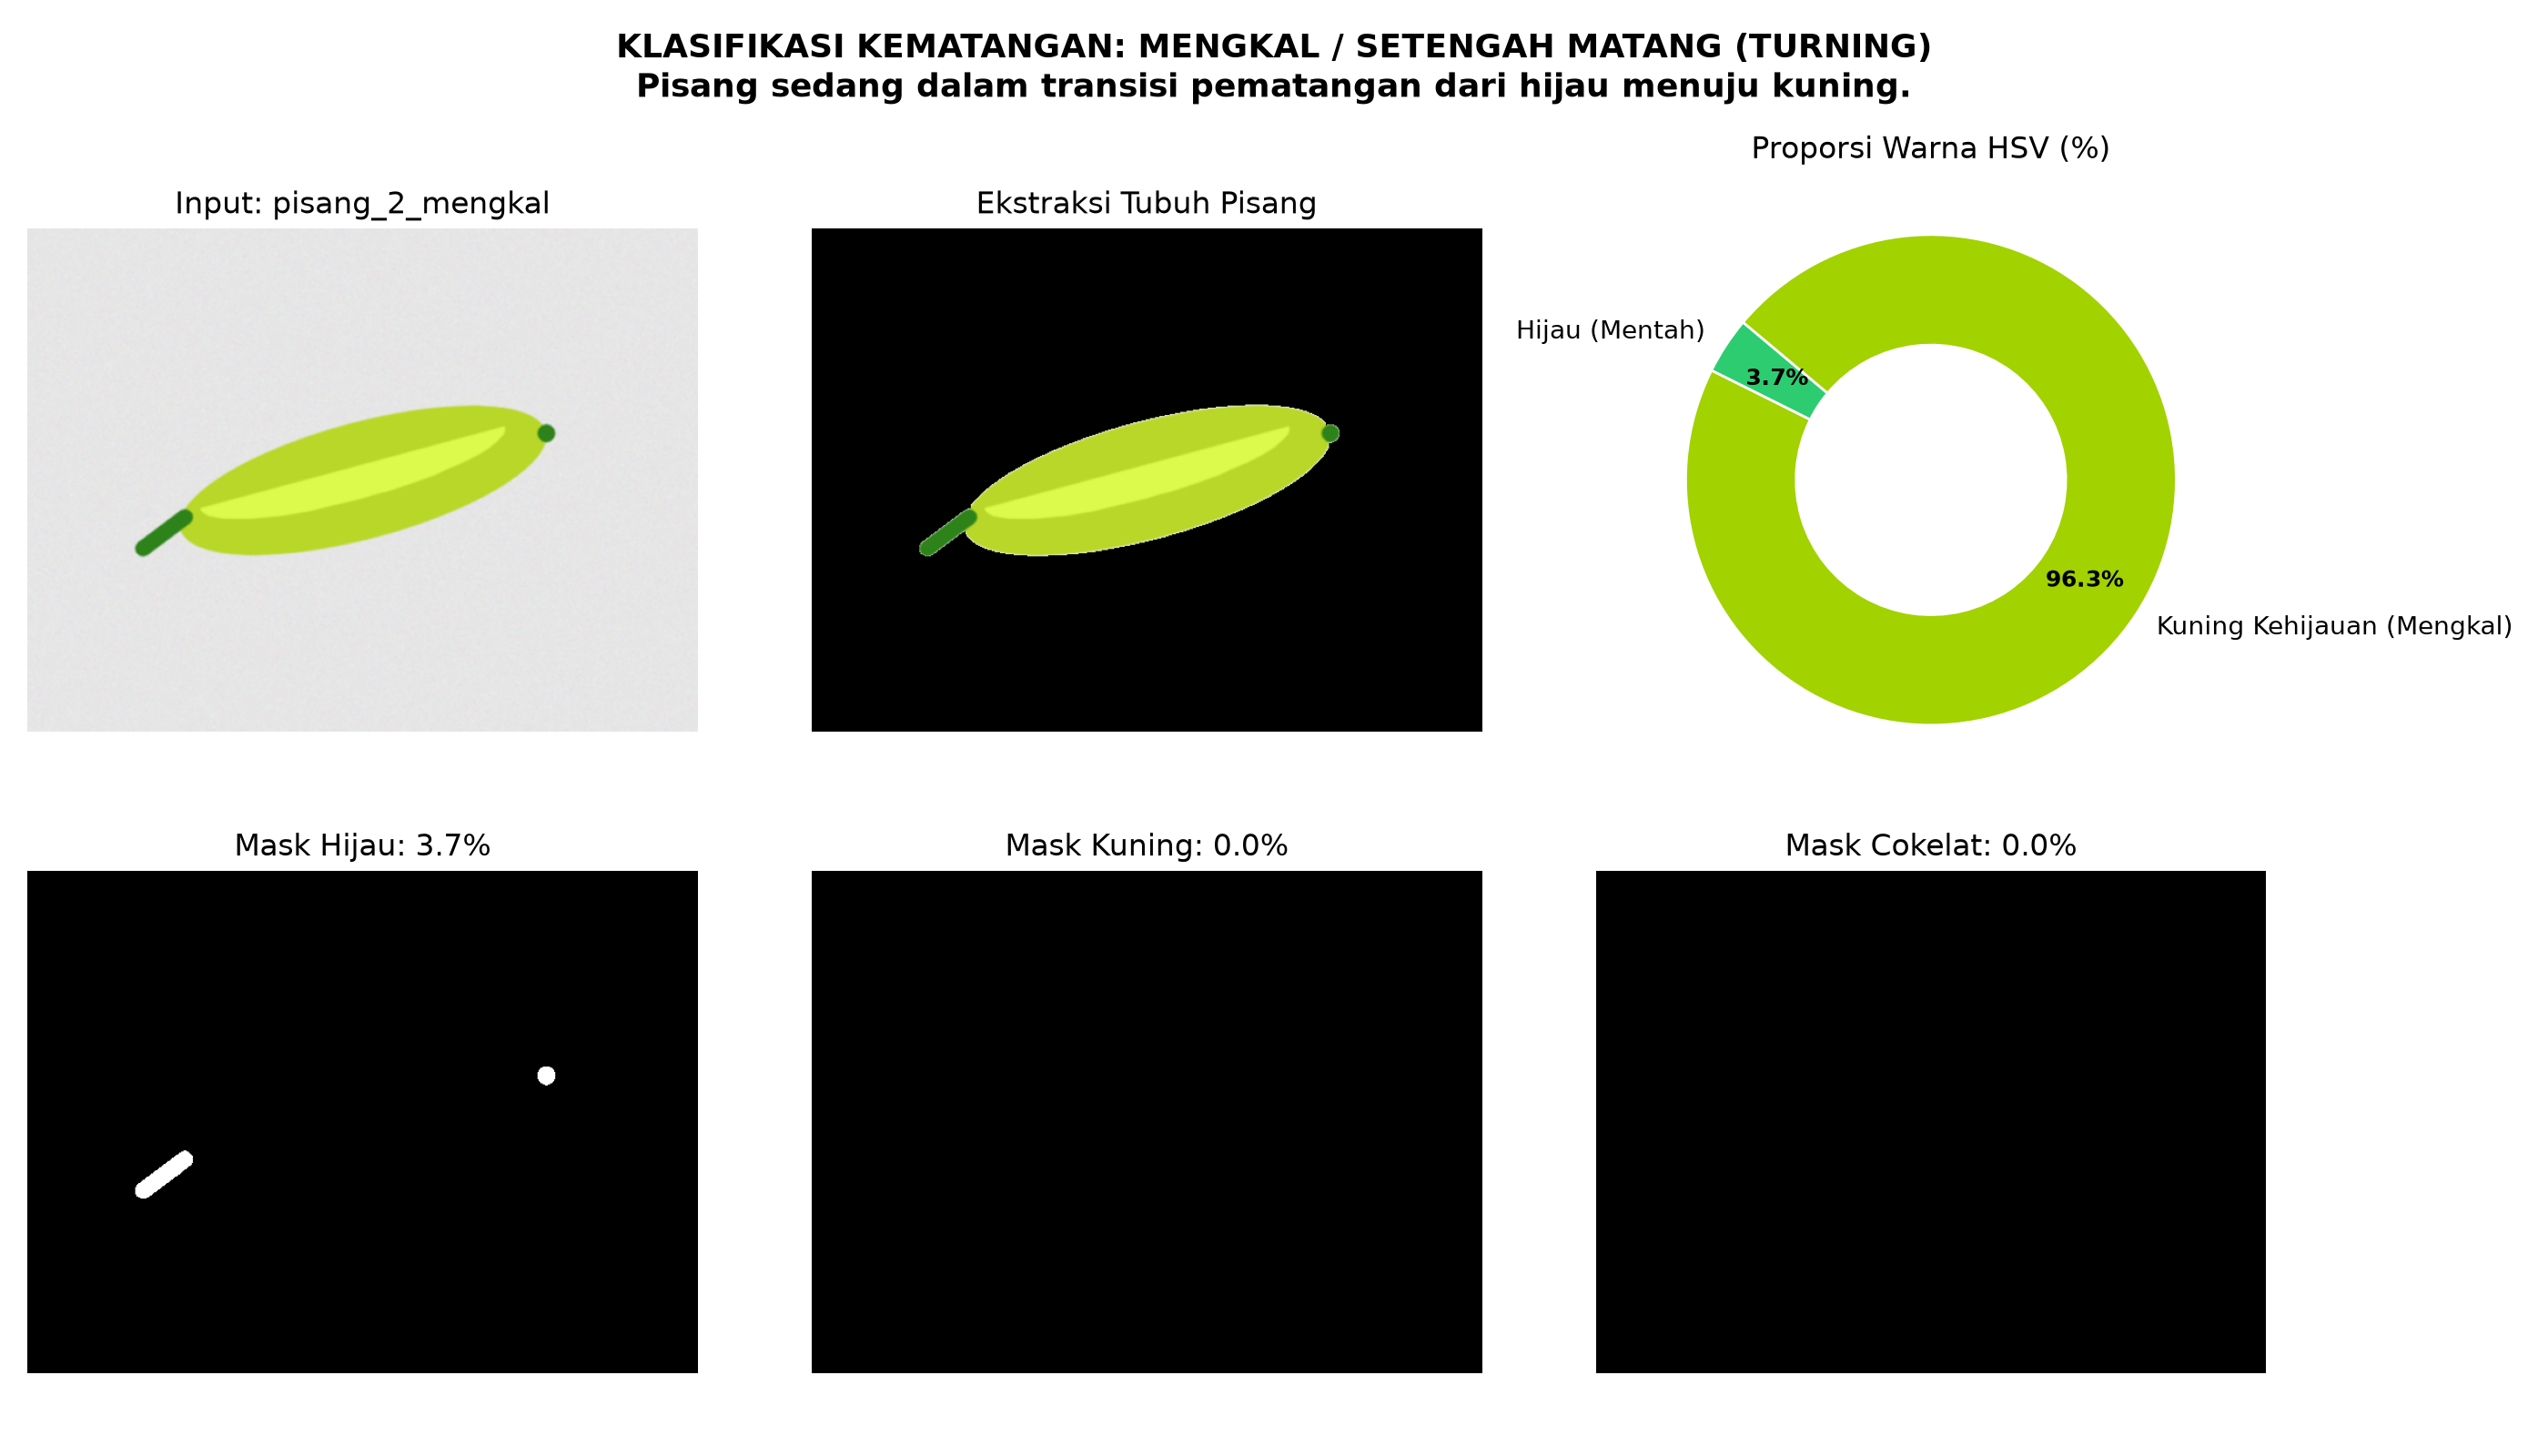 KLASIFIKASI KEMATANGAN: MENGKAL / SETENGAH MATANG (TURNING)
Pisang sedang dalam transisi pematangan dari hijau menuju kuning.
Input: pisang_2_mengkal
Ekstraksi Tubuh Pisang
Proporsi Warna HSV (%)
Hijau (Mentah)
3.7%
96.3%
Kuning Kehijauan (Mengkal)
Mask Hijau: 3.7%
Mask Kuning: 0.0%
Mask Cokelat: 0.0%